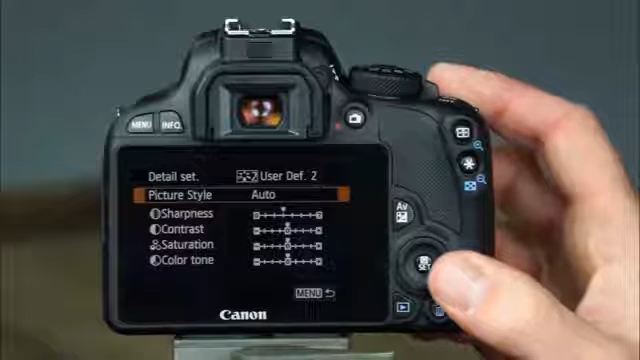 MENU INFO.
Detail set. User Def. 2
Picture Style Auto
Sharpness
Contrast
Saturation
Color tone
MENU
Av
SET
Canon